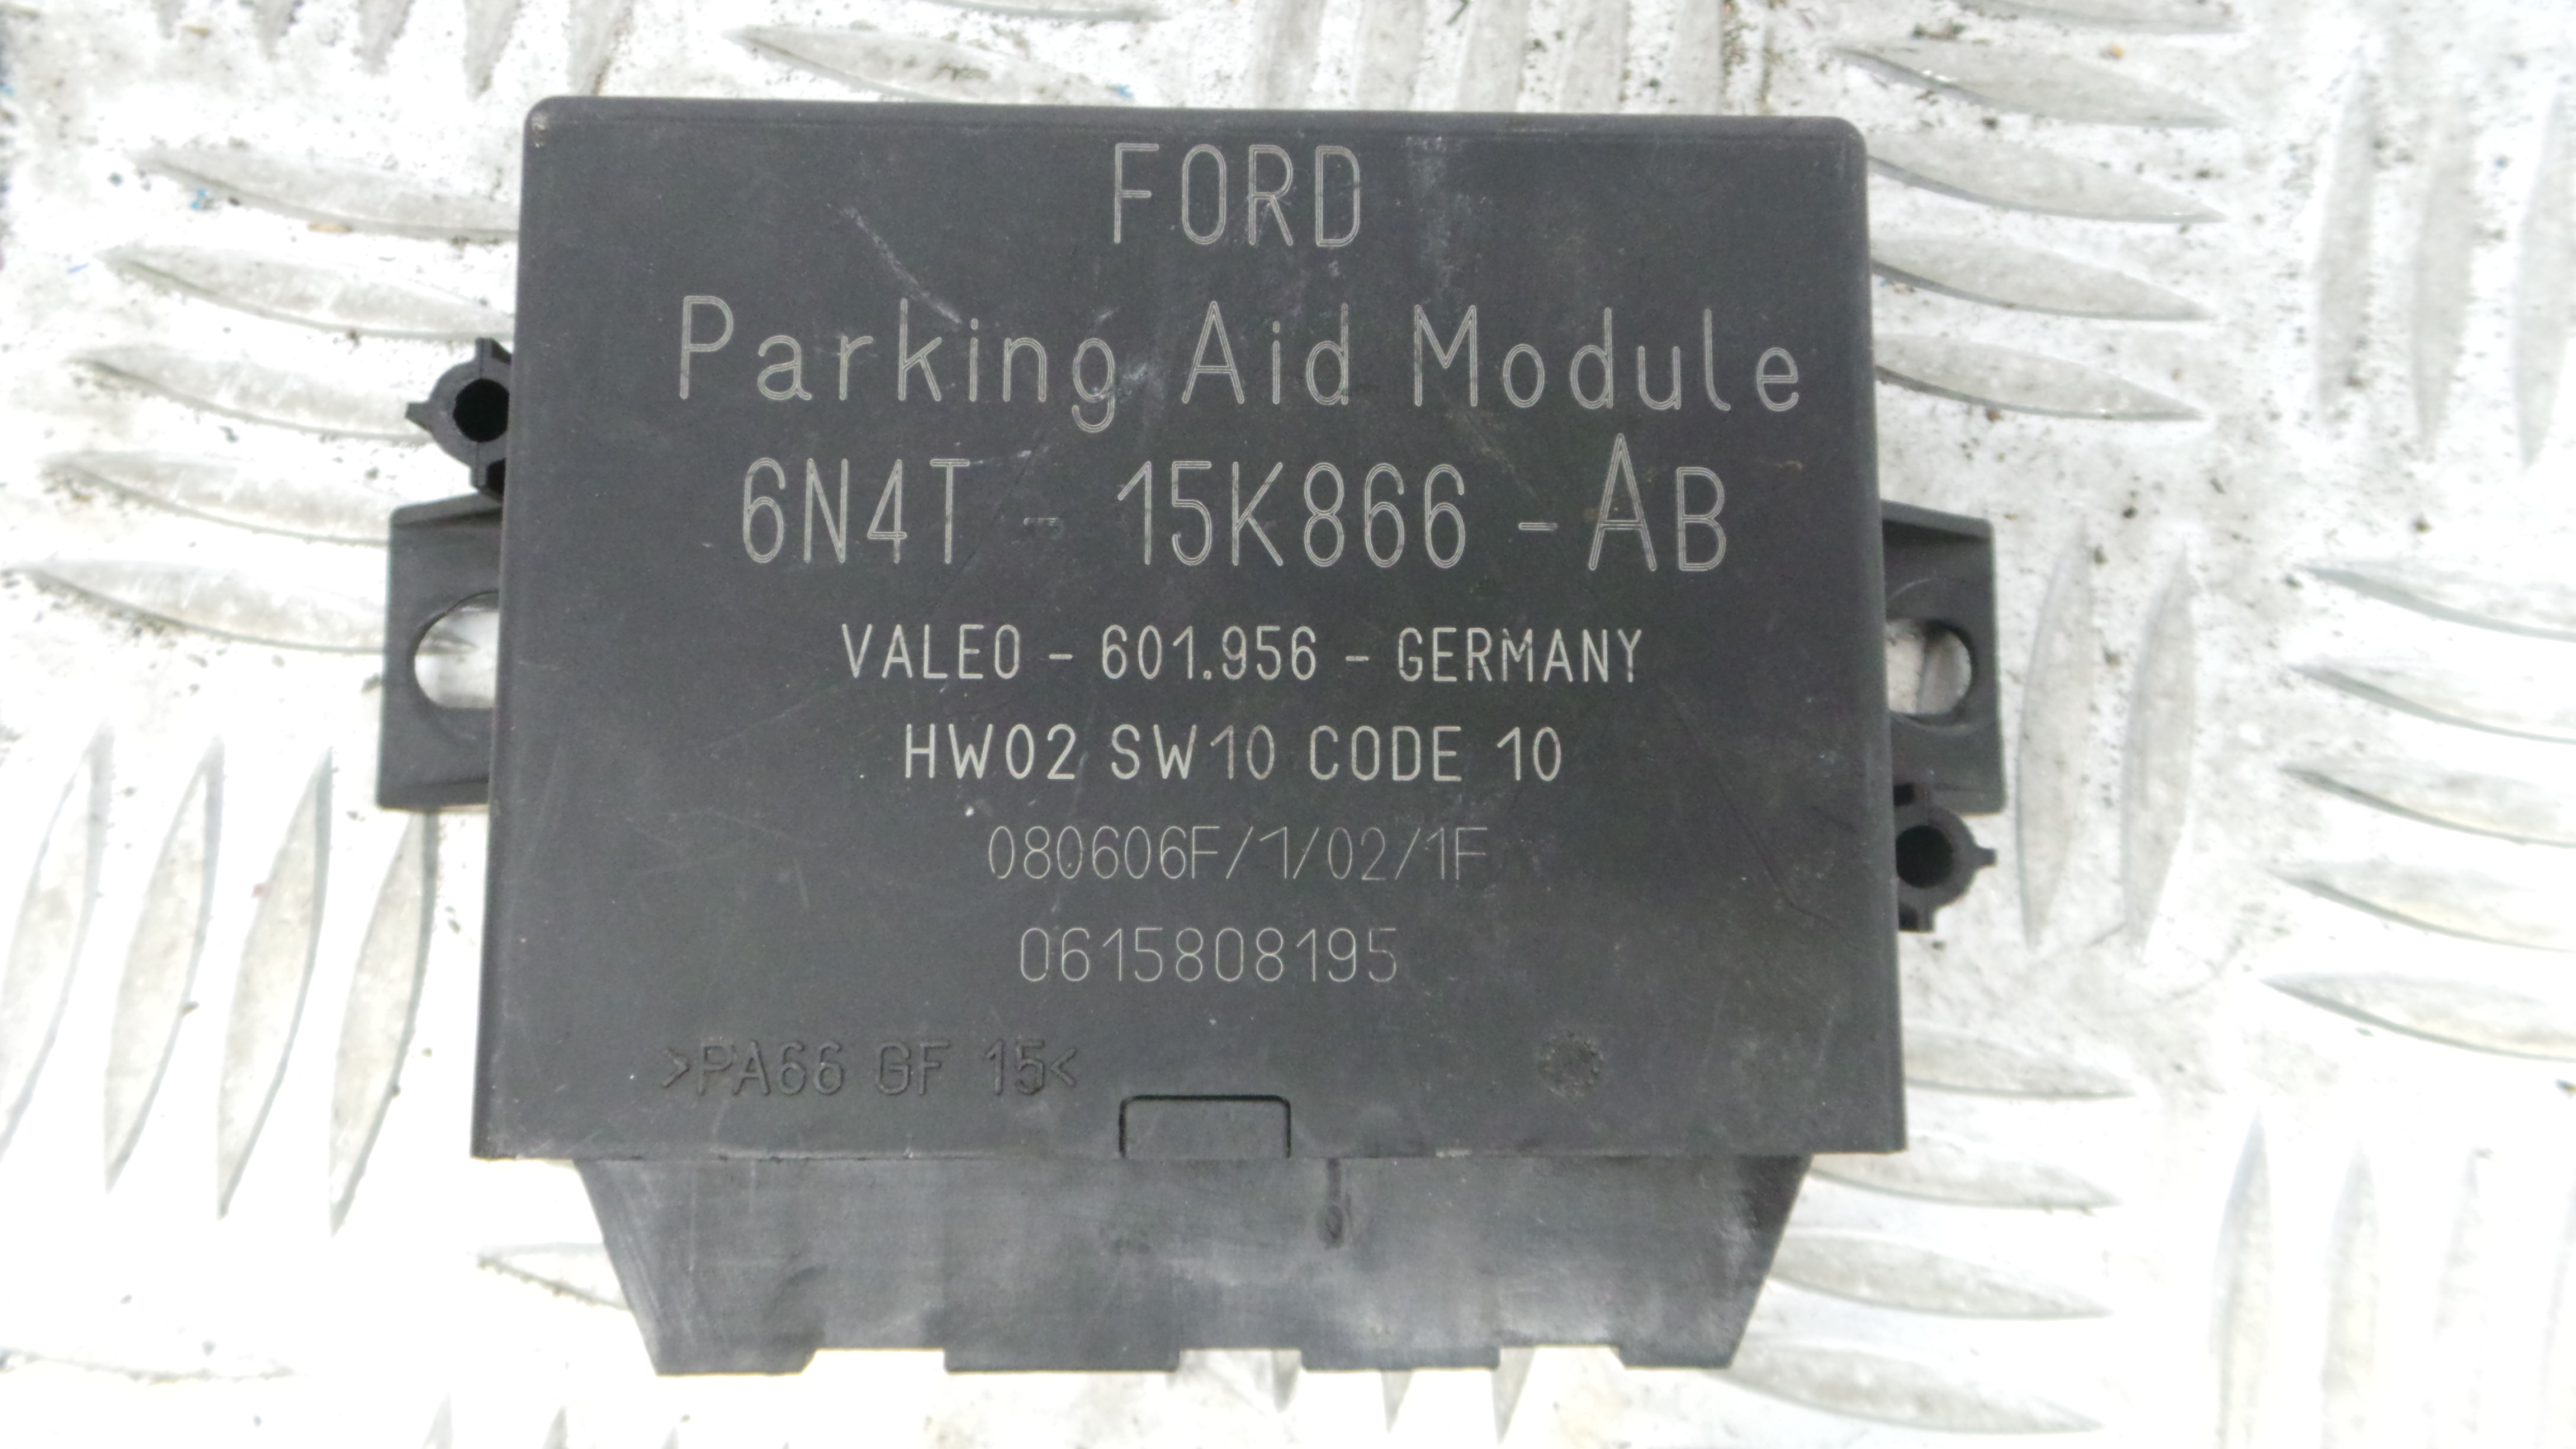 FORD
Parking Aid Module
6N4T - 15K866 - AB
VALEO - 601.956 - GERMANY
HW02 SW10 CODE 10
080606F/1/02/1F
0615808195
>PA66 GF 15<